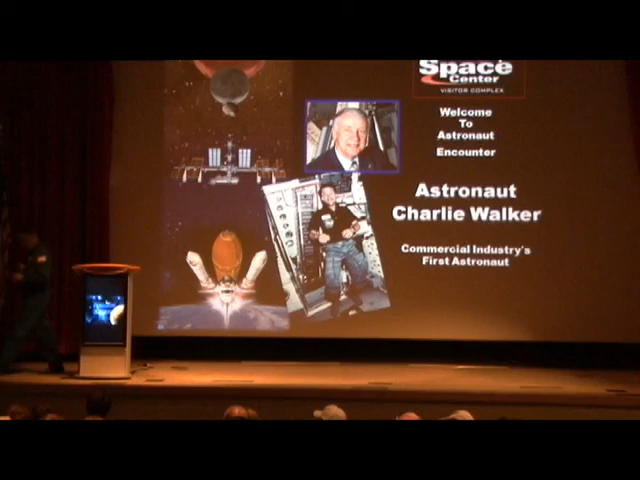 Space
Center
VISITOR COMPLEX
Welcome
To
Astronaut
Encounter
Astronaut
Charlie Walker
Commercial Industry's
First Astronaut